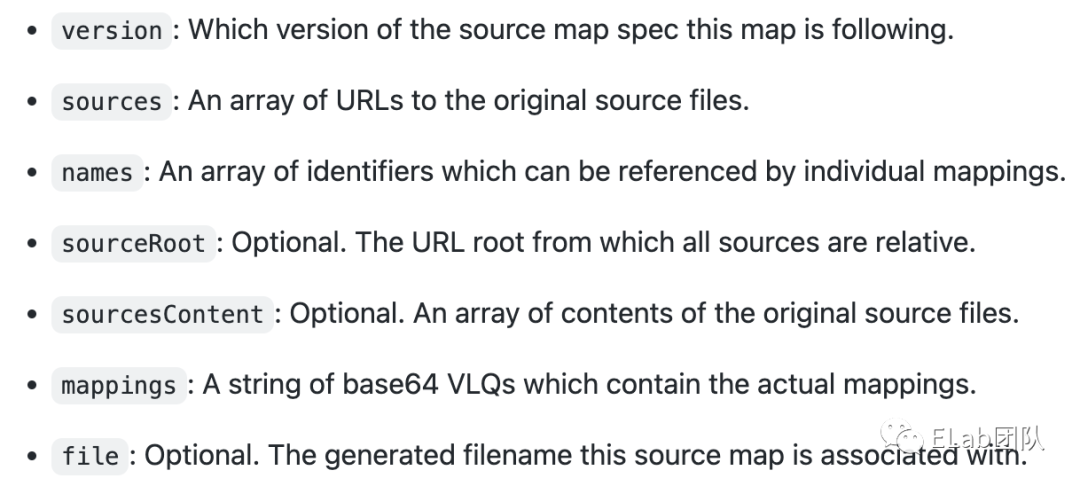 • version: Which version of the source map spec this map is following.
• sources: An array of URLs to the original source files.
• names: An array of identifiers which can be referenced by individual mappings.
• sourceRoot: Optional. The URL root from which all sources are relative.
• sourcesContent: Optional. An array of contents of the original source files.
• mappings: A string of base64 VLQs which contain the actual mappings.
• file: Optional. The generated filename this source map is associated with.
ELab团队